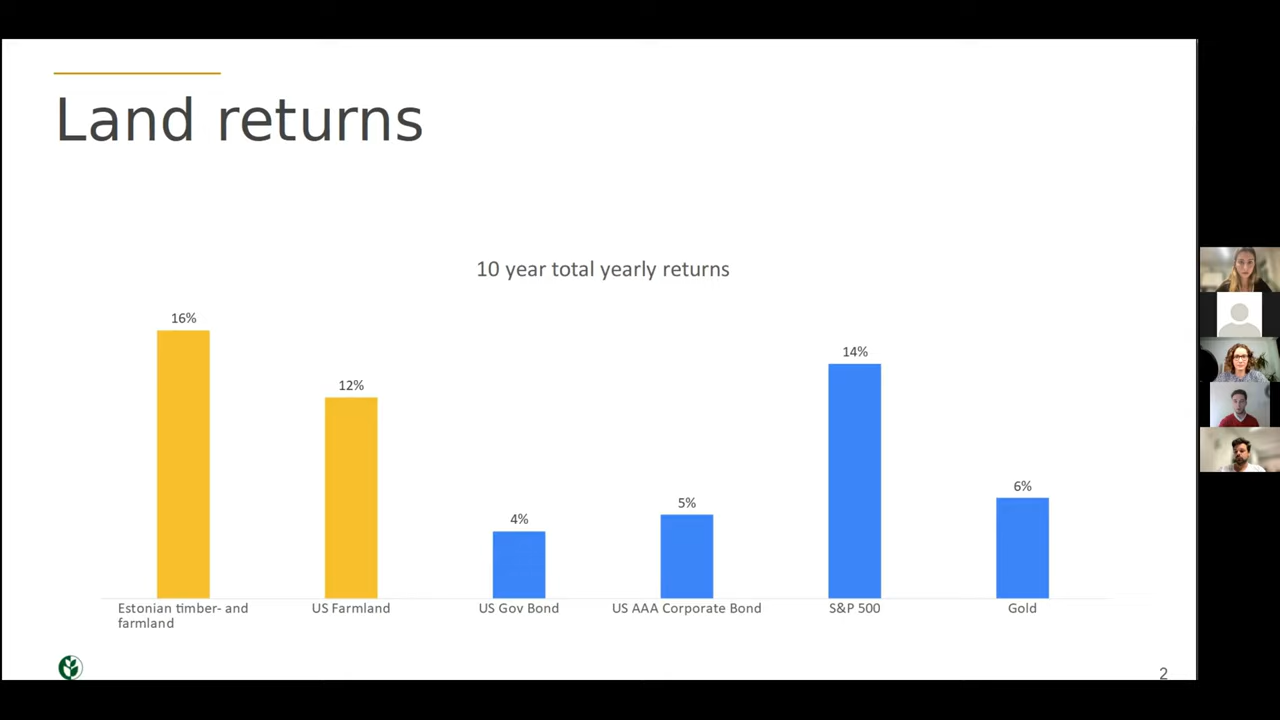 Land returns
10 year total yearly returns
16%
12%
4%
5%
14%
6%
Estonian timber- and
farmland
US Farmland
US Gov Bond
US AAA Corporate Bond
S&P 500
Gold
2